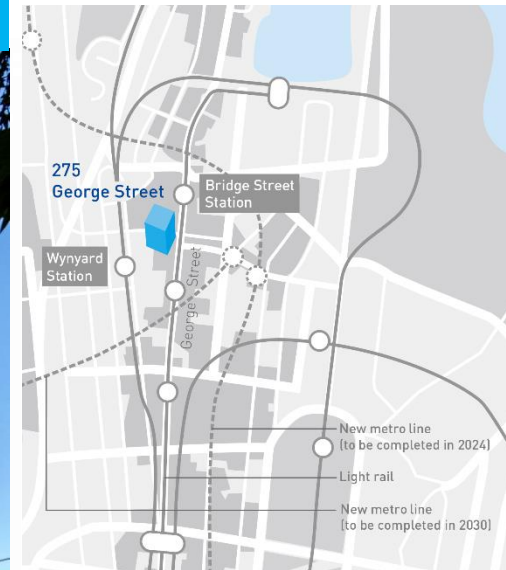 275
George Street
Bridge Street
Station
Wynyard
Station
George Street
New metro line
(to be completed in 2024)
Light rail
New metro line
(to be completed in 2030)